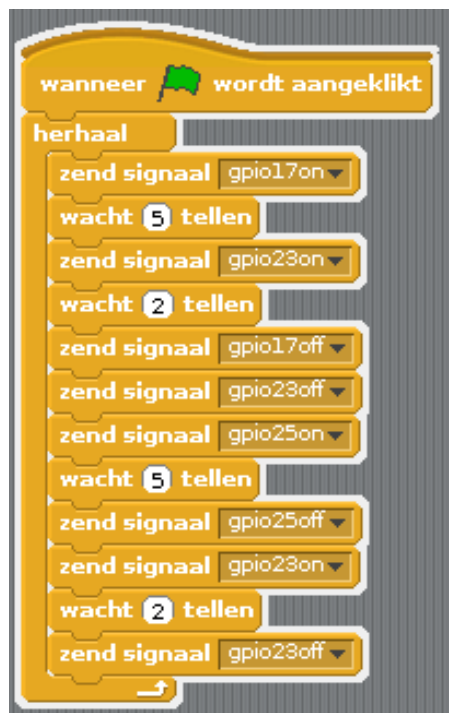 wanneer wordt aangeklikt
herhaal
zend signaal gpio17on
wacht 5 tellen
zend signaal gpio23on
wacht 2 tellen
zend signaal gpio17off
zend signaal gpio23off
zend signaal gpio25on
wacht 5 tellen
zend signaal gpio25off
zend signaal gpio23on
wacht 2 tellen
zend signaal gpio23off